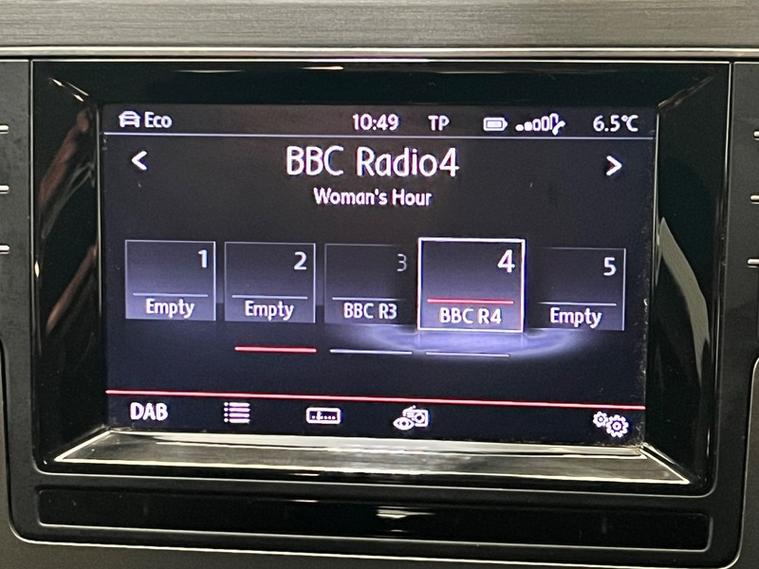 Eco 10:49 TP 6.5°C
< BBC Radio4 >
Woman's Hour
1 2 3 4 5
Empty Empty BBC R3 BBC R4 Empty
DAB